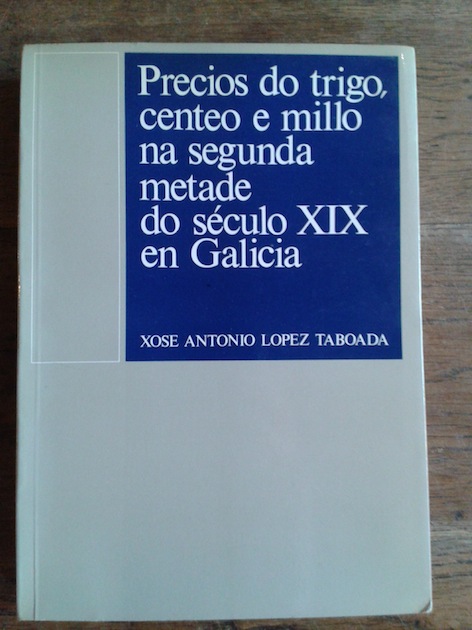 Precios do trigo,
centeo e millo
na segunda
metade
do século XIX
en Galicia
XOSE ANTONIO LOPEZ TABOADA